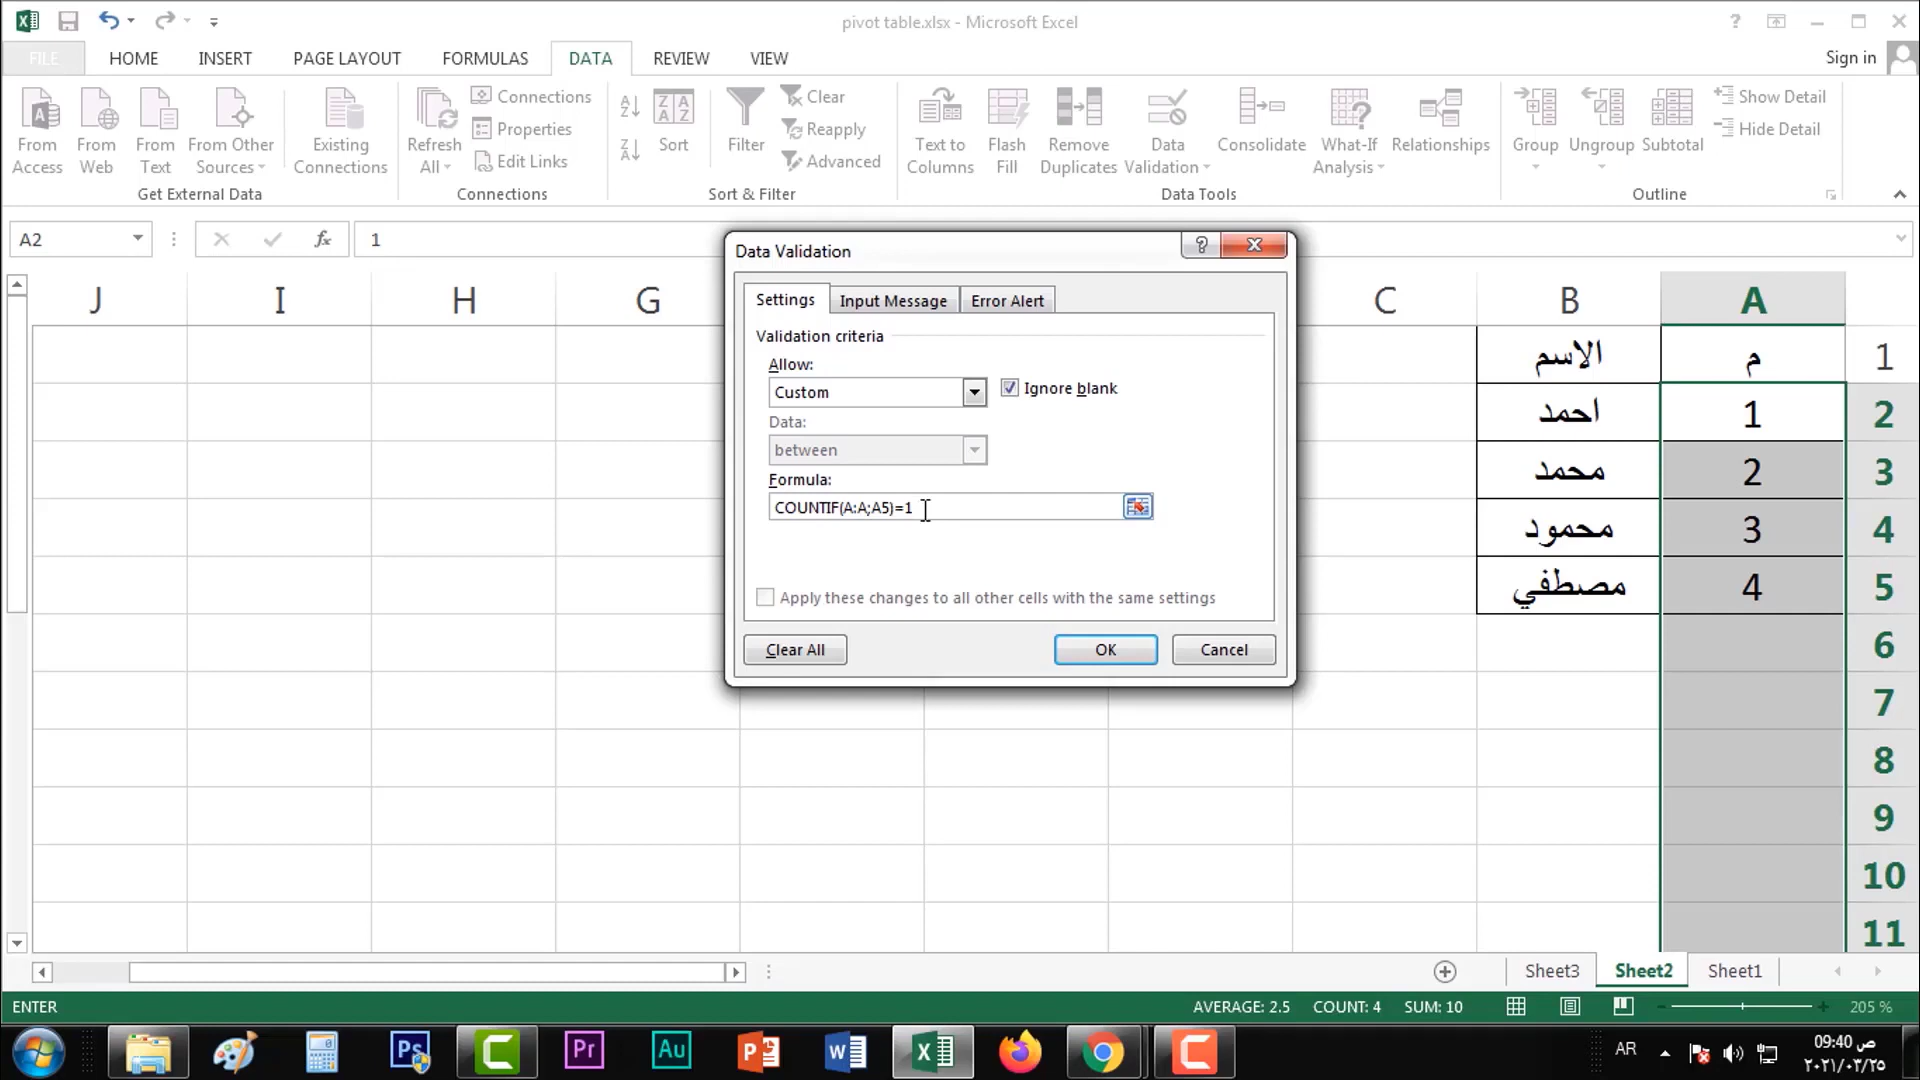 pivot table.xlsx - Microsoft Excel
?
FILE
HOME
INSERT
PAGE LAYOUT
FORMULAS
DATA
REVIEW
VIEW
Sign in
From Access
From Web
From Text
From Other Sources
Existing Connections
Get External Data
Refresh All
Connections
Properties
Edit Links
Connections
Sort
Filter
Clear
Reapply
Advanced
Sort & Filter
Text to Columns
Flash Fill
Remove Duplicates
Data Validation
Consolidate
What-If Analysis
Relationships
Data Tools
Group
Ungroup
Subtotal
Show Detail
Hide Detail
Outline
A2
fx
1
Data Validation
?
Settings
Input Message
Error Alert
Validation criteria
Allow:
Custom
Ignore blank
Data:
between
Formula:
COUNTIF(A:A;A5)=1
Apply these changes to all other cells with the same settings
Clear All
OK
Cancel
J I H G C B A
الاسم م 1
احمد 1 2
محمد 2 3
محمود 3 4
مصطفي 4 5
6
7
8
9
10
11
Sheet3
Sheet2
Sheet1
ENTER
AVERAGE: 2.5
COUNT: 4
SUM: 10
205 %
Ps
Pr
Au
AR
09:40 ص
٢٠٢١/٠٣/٢٥